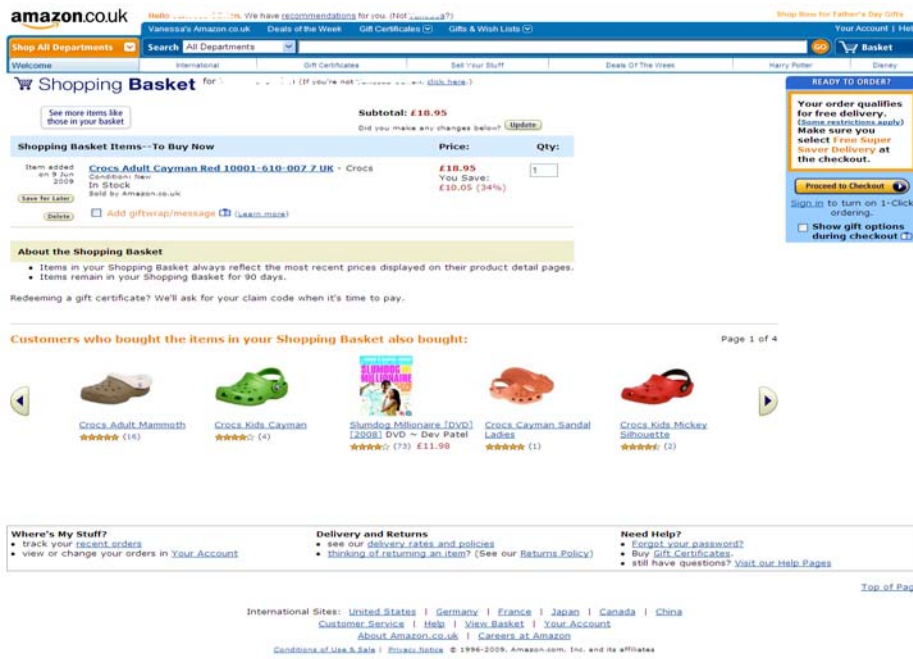 amazon.co.uk
Hello We have recommendations for you. (Not ?)
Shop Now for Father's Day Gifts
Vanessa's Amazon.co.uk Deals of the Week Gift Certificates Gifts & Wish Lists Your Account | Hel
Shop All Departments Search All Departments GO Basket
Welcome International Gift Certificates Sell Your Stuff Deals Of The Week Harry Potter Disney
Shopping Basket for (If you're not click here.)
READY TO ORDER?
See more items like
those in your basket
Subtotal: £18.95
Did you make any changes below? Update
Your order qualifies
for free delivery.
(Some restrictions apply)
Make sure you
select Free Super
Saver Delivery at
the checkout.
Proceed to Checkout
Sign in to turn on 1-Click
ordering.
Show gift options
during checkout
Shopping Basket Items--To Buy Now Price: Qty:
Item added
on 9 Jun
2009
Save for Later
Delete
Crocs Adult Cayman Red 10001-610-007 7 UK - Crocs
Condition: New
In Stock
Sold by Amazon.co.uk
Add giftwrap/message (Learn more)
£18.95
You Save:
£10.05 (34%)
1
About the Shopping Basket
• Items in your Shopping Basket always reflect the most recent prices displayed on their product detail pages.
• Items remain in your Shopping Basket for 90 days.
Redeeming a gift certificate? We'll ask for your claim code when it's time to pay.
Customers who bought the items in your Shopping Basket also bought: Page 1 of 4
SLUMDOG
MILLIONAIRE
Crocs Adult Mammoth
(16)
Crocs Kids Cayman
(4)
Slumdog Millionaire [DVD]
[2008] DVD ~ Dev Patel
(73) £11.98
Crocs Cayman Sandal
Ladies
(1)
Crocs Kids Mickey
Silhouette
(2)
Where's My Stuff?
• track your recent orders
• view or change your orders in Your Account
Delivery and Returns
• see our delivery rates and policies
• thinking of returning an item? (See our Returns Policy)
Need Help?
• Forgot your password?
• Buy Gift Certificates.
• still have questions? Visit our Help Pages
Top of Pag
International Sites: United States | Germany | France | Japan | Canada | China
Customer Service | Help | View Basket | Your Account
About Amazon.co.uk | Careers at Amazon
Conditions of Use & Sale | Privacy Notice © 1996-2009, Amazon.com, Inc. and its affiliates